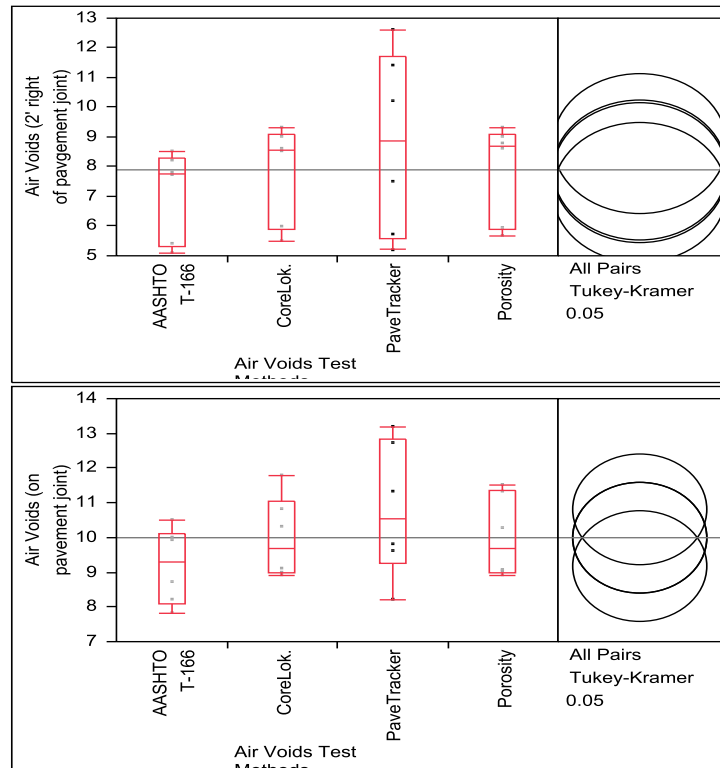 13
12
11
10
9
8
7
6
5
Air Voids (2' right
of pavgement joint)
AASHTO
T-166
CoreLok.
PaveTracker
Porosity
All Pairs
Tukey-Kramer
0.05
Air Voids Test
Methods
14
13
12
11
10
9
8
7
Air Voids (on
pavement joint)
AASHTO
T-166
CoreLok.
PaveTracker
Porosity
All Pairs
Tukey-Kramer
0.05
Air Voids Test
Methods